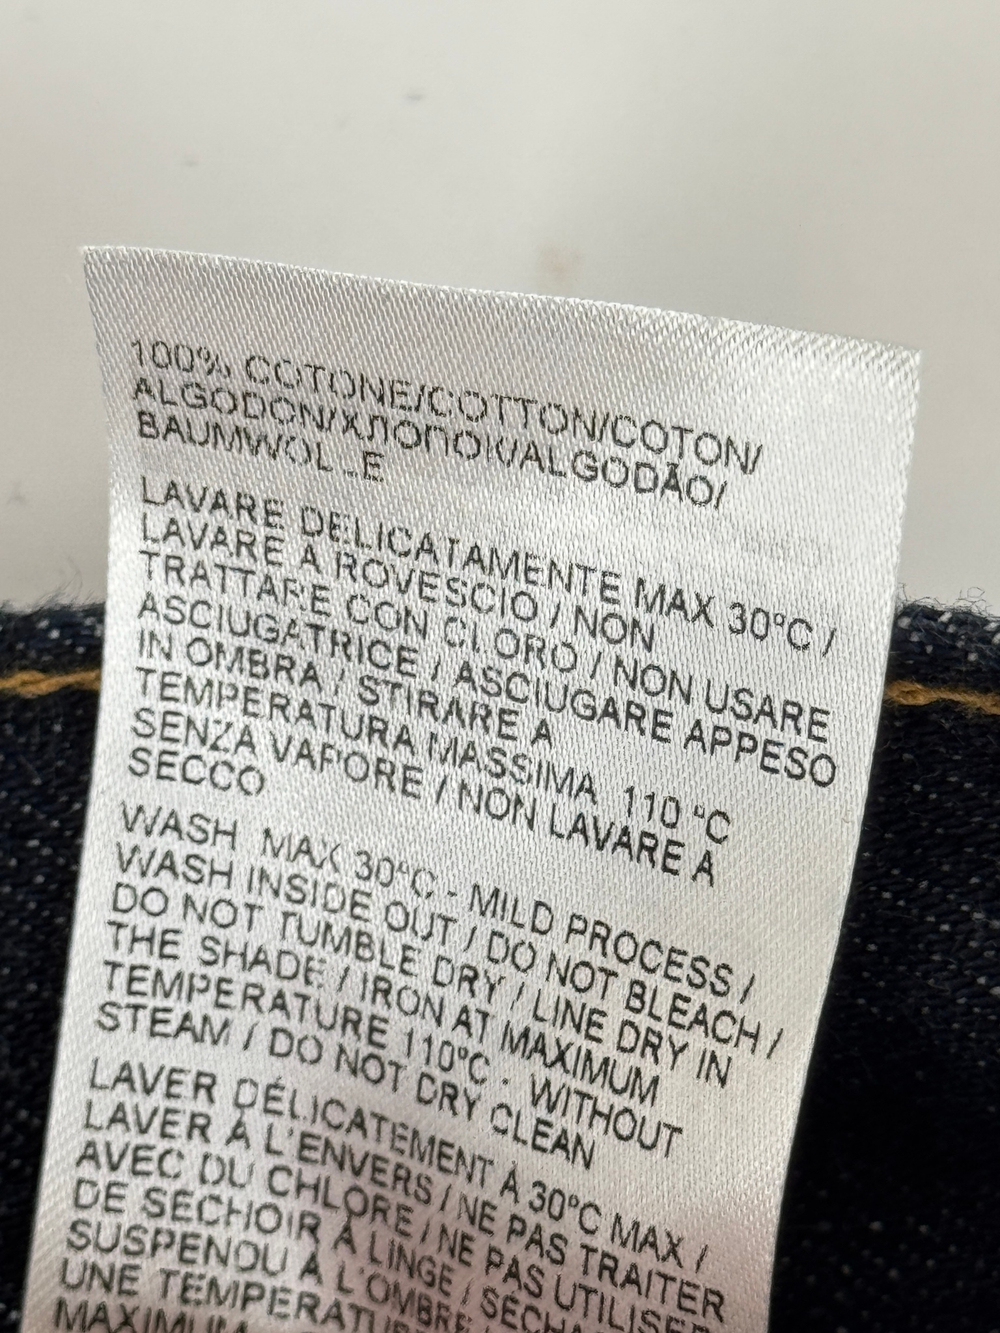 100% COTONE/COTTON/COTON/
ALGODON/ХЛОПОК/ALGODÃO/
BAUMWOLLE
LAVARE DELICATAMENTE MAX 30°C /
LAVARE A ROVESCIO / NON
TRATTARE CON CLORO / NON USARE
ASCIUGATRICE / ASCIUGARE APPESO
IN OMBRA / STIRARE A
TEMPERATURA MASSIMA 110 °C
SENZA VAPORE / NON LAVARE A
SECCO
WASH MAX 30°C - MILD PROCESS /
WASH INSIDE OUT / DO NOT BLEACH /
DO NOT TUMBLE DRY / LINE DRY IN
THE SHADE / IRON AT MAXIMUM
TEMPERATURE 110°C - WITHOUT
STEAM / DO NOT DRY CLEAN
LAVER DÉLICATEMENT À 30°C MAX /
LAVER À L'ENVERS / NE PAS TRAITER
AVEC DU CHLORE / NE PAS UTILISER
DE SÉCHOIR À LINGE / SÉCHA
SUSPENDU À L'OMBRE
UNE TEMPÉRATU
MAXIMUM